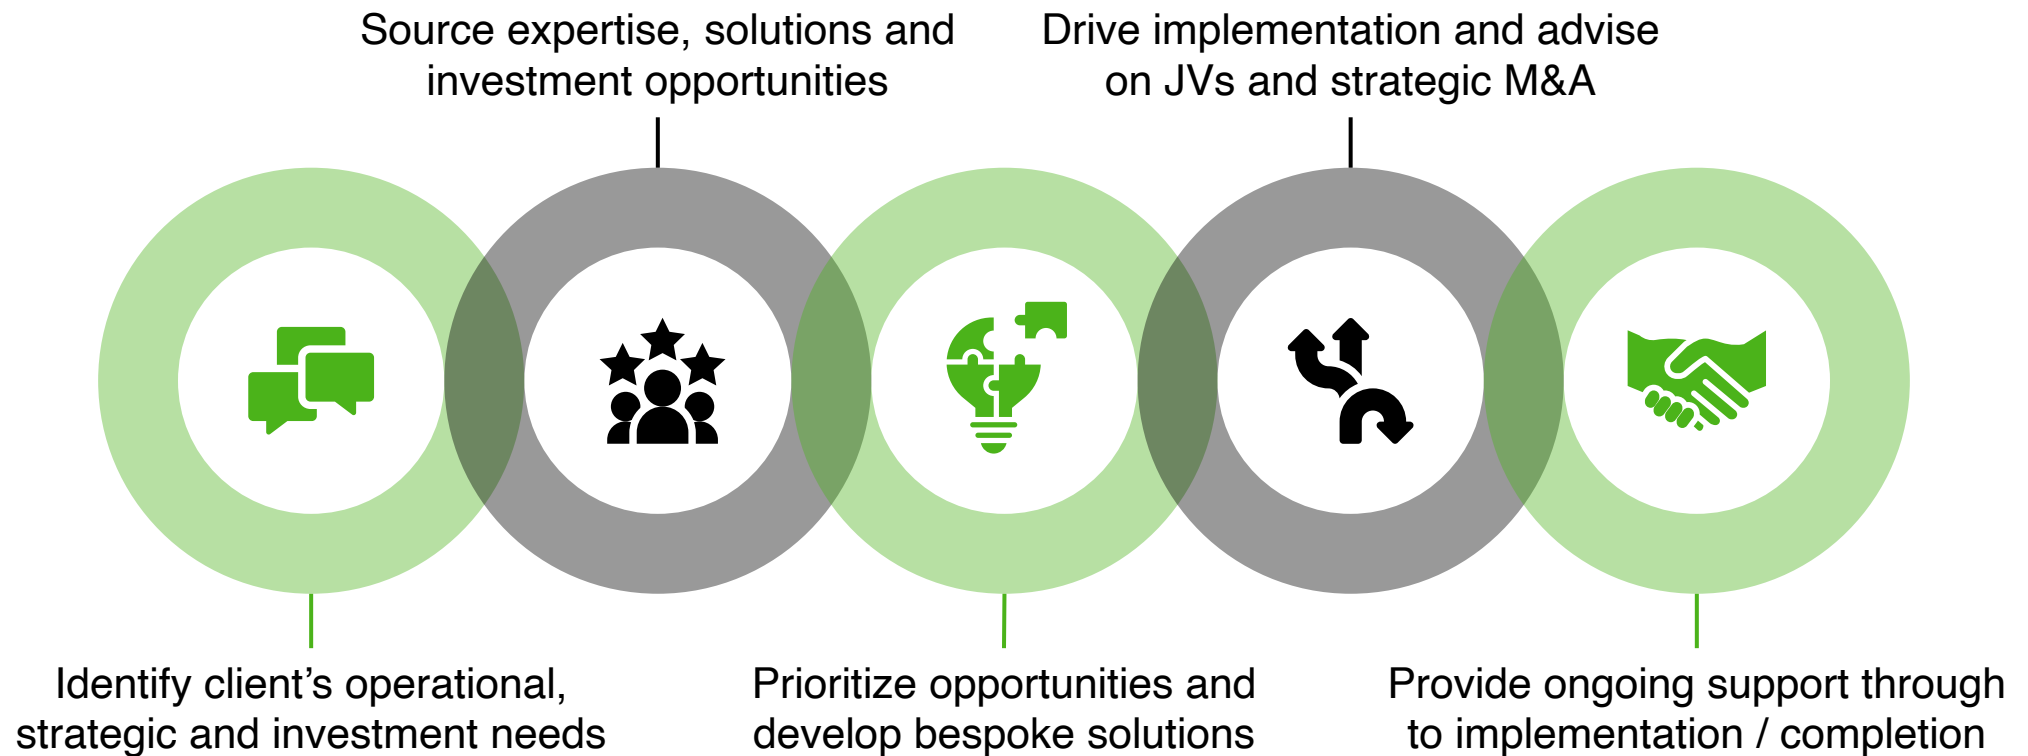 Source expertise, solutions and
investment opportunities
Drive implementation and advise
on JVs and strategic M&A
Identify client’s operational,
strategic and investment needs
Prioritize opportunities and
develop bespoke solutions
Provide ongoing support through
to implementation / completion